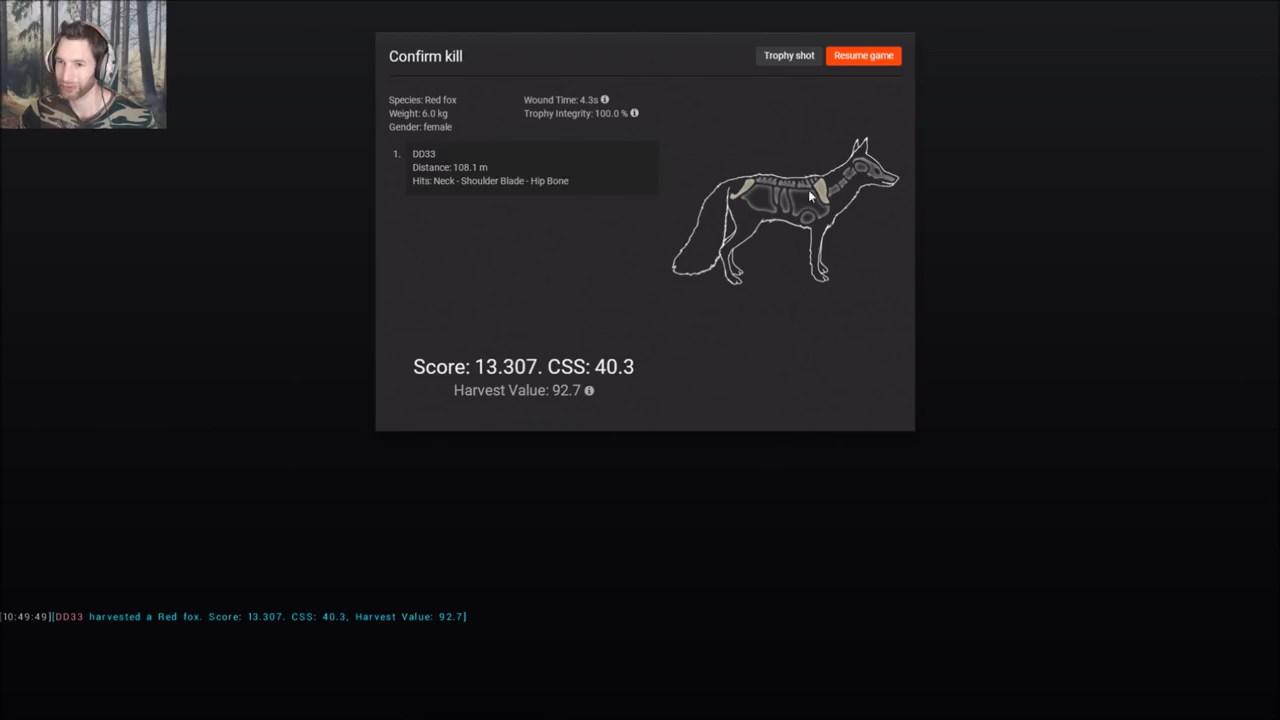 Confirm kill
Trophy shot
Resume game
Species: Red fox
Weight: 6.0 kg
Gender: female
Wound Time: 4.3s
Trophy Integrity: 100.0 %
1. DD33
Distance: 108.1 m
Hits: Neck - Shoulder Blade - Hip Bone
Score: 13.307. CSS: 40.3
Harvest Value: 92.7
[10:49:49][DD33 harvested a Red fox. Score: 13.307. CSS: 40.3, Harvest Value: 92.7]